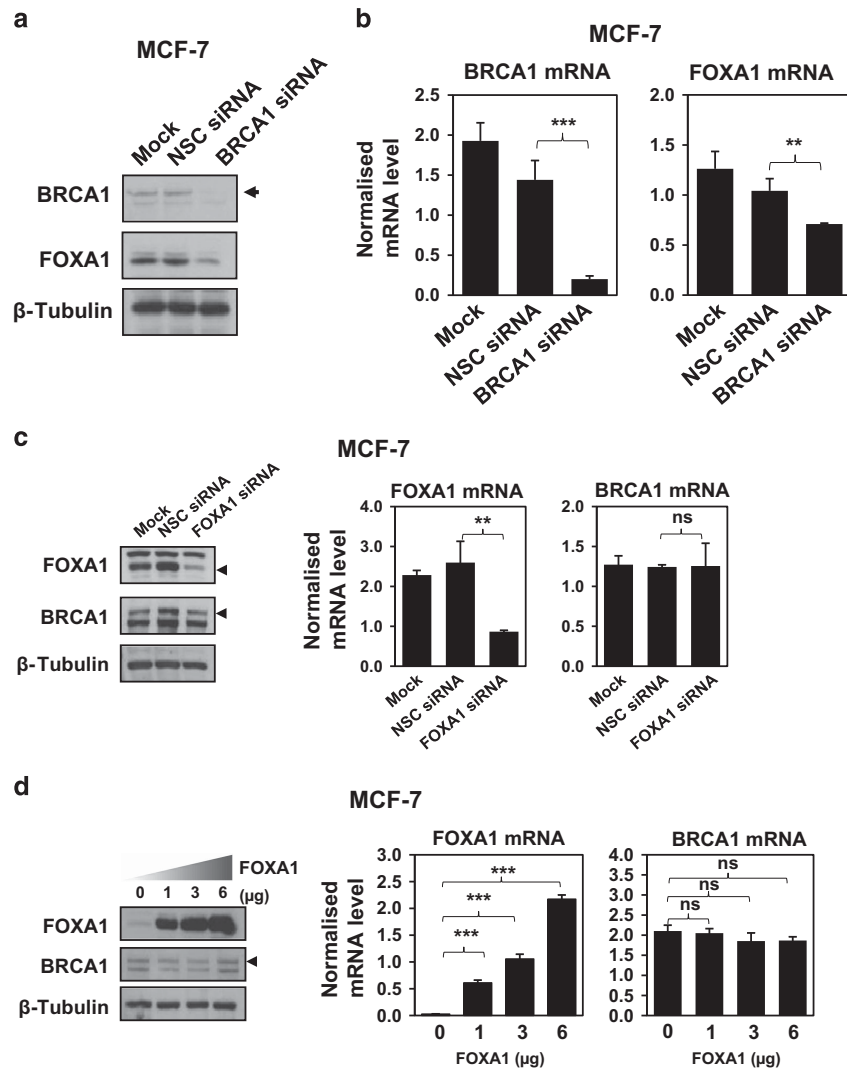 a
MCF-7
Mock
NSC siRNA
BRCA1 siRNA
BRCA1
FOXA1
β-Tubulin
b
MCF-7
BRCA1 mRNA
Normalised
mRNA level
2.5
2.0
1.5
1.0
0.5
0.0
***
Mock
NSC siRNA
BRCA1 siRNA
FOXA1 mRNA
2.0
1.5
1.0
0.5
0.0
**
Mock
NSC siRNA
BRCA1 siRNA
c
MCF-7
Mock
NSC siRNA
FOXA1 siRNA
FOXA1
BRCA1
β-Tubulin
FOXA1 mRNA
Normalised
mRNA level
4.0
3.0
2.0
1.0
0.0
**
Mock
NSC siRNA
FOXA1 siRNA
BRCA1 mRNA
2.0
1.5
1.0
0.5
0.0
ns
Mock
NSC siRNA
FOXA1 siRNA
d
MCF-7
FOXA1
0 1 3 6 (µg)
FOXA1
BRCA1
β-Tubulin
FOXA1 mRNA
Normalised
mRNA level
3.0
2.5
2.0
1.5
1.0
0.5
0.0
***
***
***
0 1 3 6
FOXA1 (µg)
BRCA1 mRNA
4.0
3.5
3.0
2.5
2.0
1.5
1.0
0.5
0.0
ns
ns
ns
0 1 3 6
FOXA1 (µg)